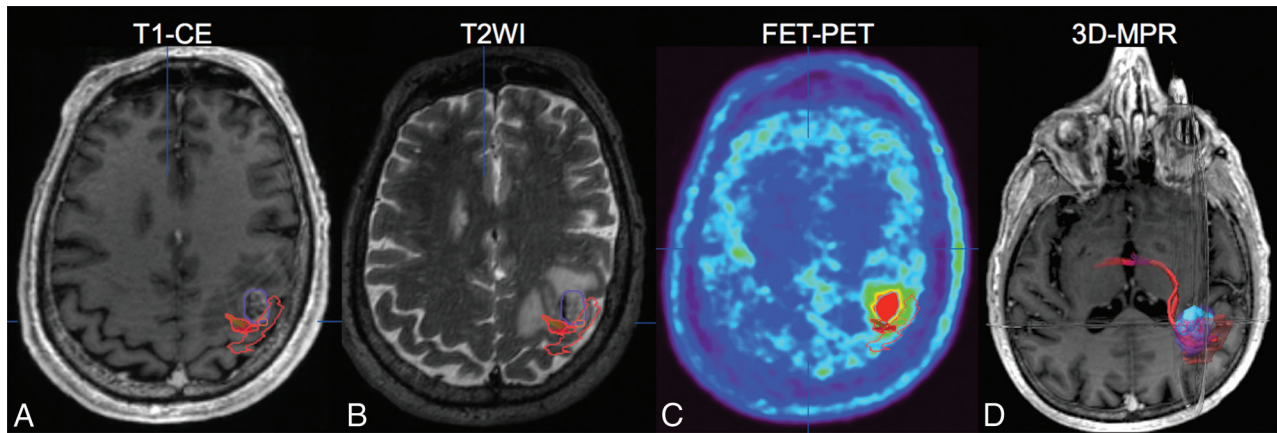 T1-CE
T2WI
FET-PET
3D-MPR
A
B
C
D